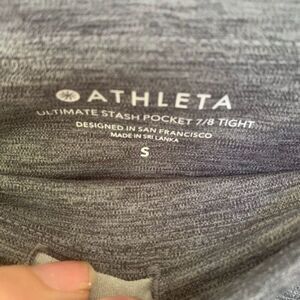 ATHLETA
ULTIMATE STASH POCKET 7/8 TIGHT
DESIGNED IN SAN FRANCISCO
MADE IN SRI LANKA
S